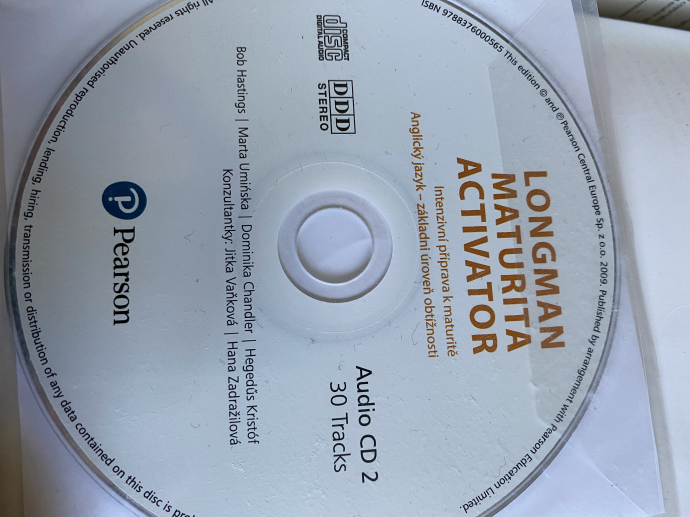 LONGMAN
MATURITA
ACTIVATOR
Intenzivní příprava k maturitě
Anglický jazyk – základní úroveň obtížnosti
COMPACT
disc
DIGITAL AUDIO
DDD
STEREO
Audio CD 2
30 Tracks
Bob Hastings | Marta Umińska | Dominika Chandler | Hegedűs Kristóf
Konzultantky: Jitka Vaňková | Hana Zadražilová
Pearson
ISBN 9788376000565 This edition © and ℗ Pearson Central Europe Sp. z o.o. 2009. Published by arrangement with Pearson Education Limited.
All rights reserved. Unauthorised reproduction, lending, hiring, transmission or distribution of any data contained on this disc is